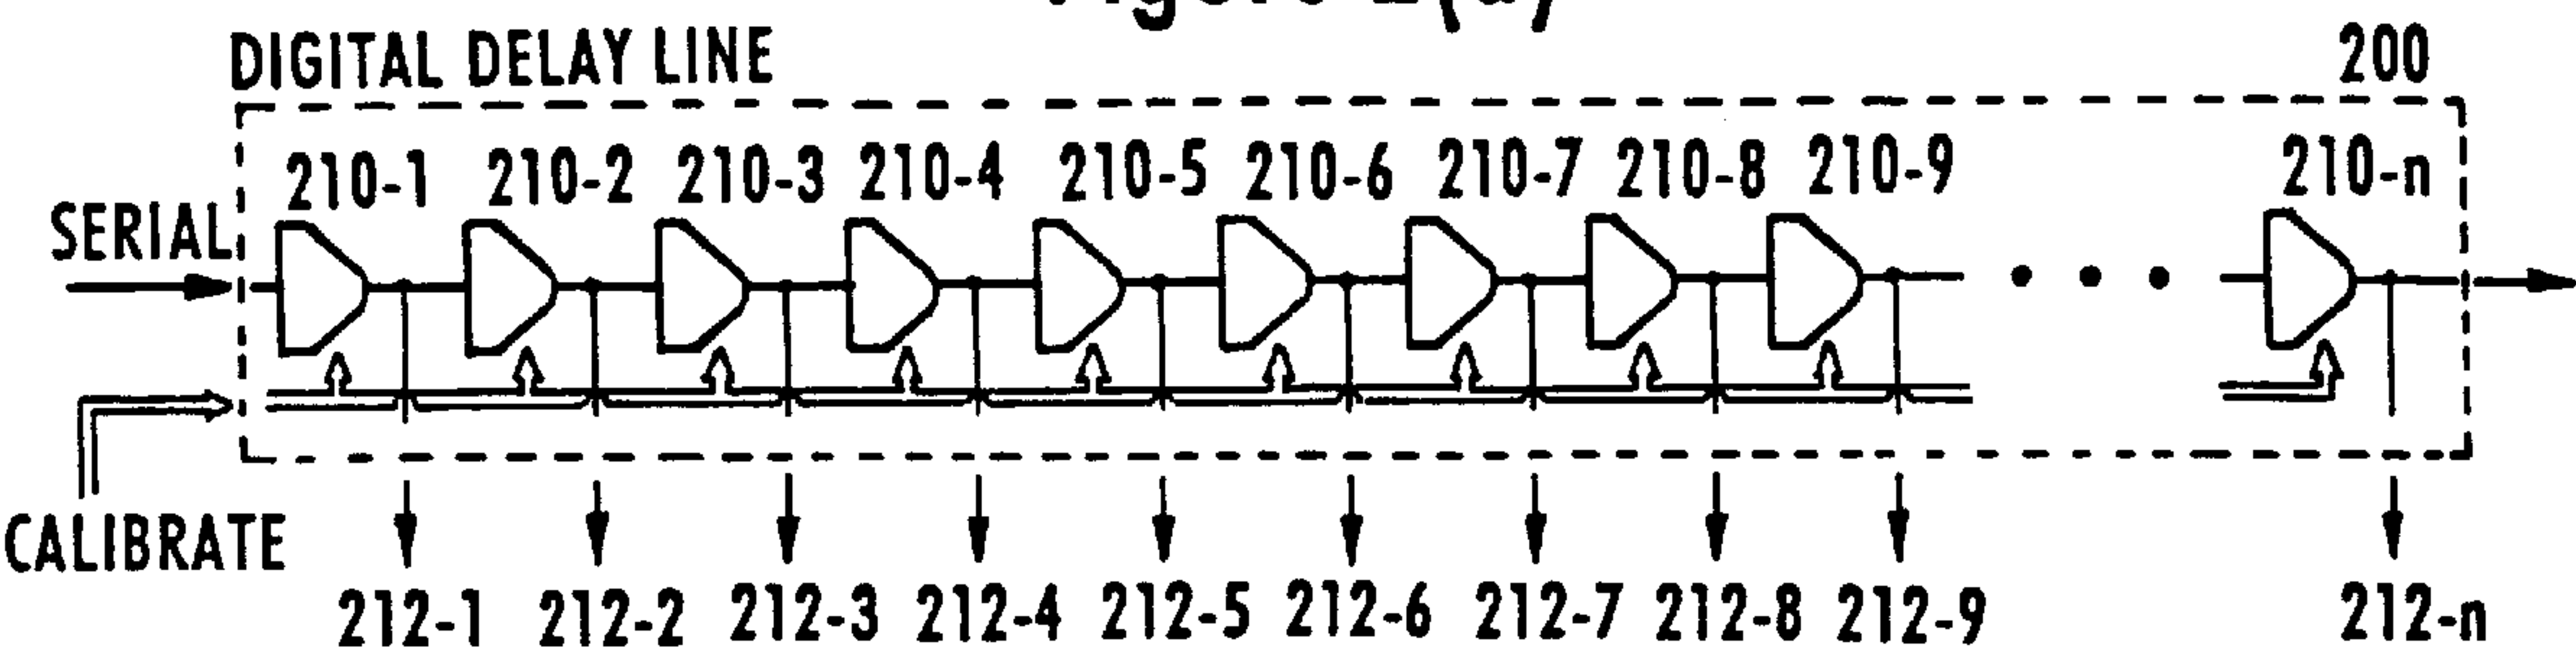 DIGITAL DELAY LINE 200
210-1 210-2 210-3 210-4 210-5 210-6 210-7 210-8 210-9 210-n
SERIAL
CALIBRATE
212-1 212-2 212-3 212-4 212-5 212-6 212-7 212-8 212-9 212-n